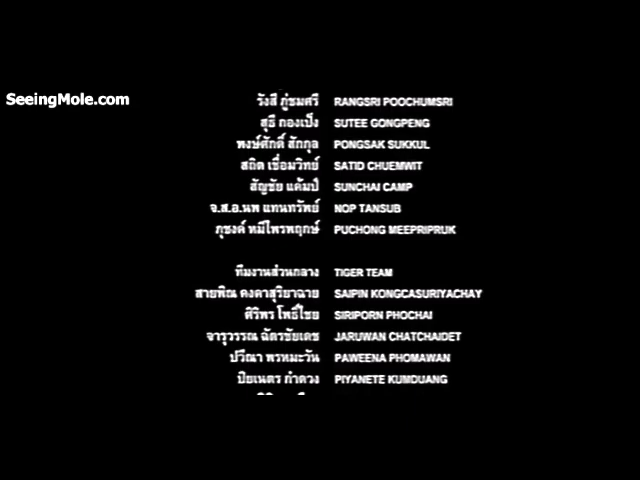 SeeingMole.com
รังสี ภู่ชมศรี RANGSRI POOCHUMSRI
สุธี กองเป็ง SUTEE GONGPENG
พงษ์ศักดิ์ สักกุล PONGSAK SUKKUL
สถิต เชื่อมวิทย์ SATID CHUEMWIT
สัญชัย แค้มป์ SUNCHAI CAMP
จ.ส.อ.นพ แทนทรัพย์ NOP TANSUB
ภุชงค์ หมีไพรพฤกษ์ PUCHONG MEEPRIPRUK
ทีมงานส่วนกลาง TIGER TEAM
สายพิณ คงคาสุริยาฉาย SAIPIN KONGCASURIYACHAY
ศิริพร โพธิ์ไชย SIRIPORN PHOCHAI
จารุวรรณ ฉัตรชัยเดช JARUWAN CHATCHAIDET
ปวีณา พรหมะวัน PAWEENA PHOMAWAN
ปิยเนตร กำดวง PIYANETE KUMDUANG